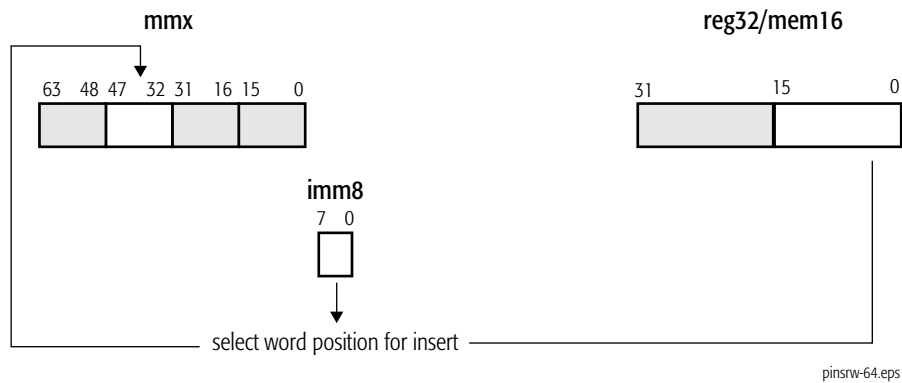 mmx reg32/mem16
63 48 47 32 31 16 15 0 31 15 0
imm8
7 0
select word position for insert
pinsrw-64.eps